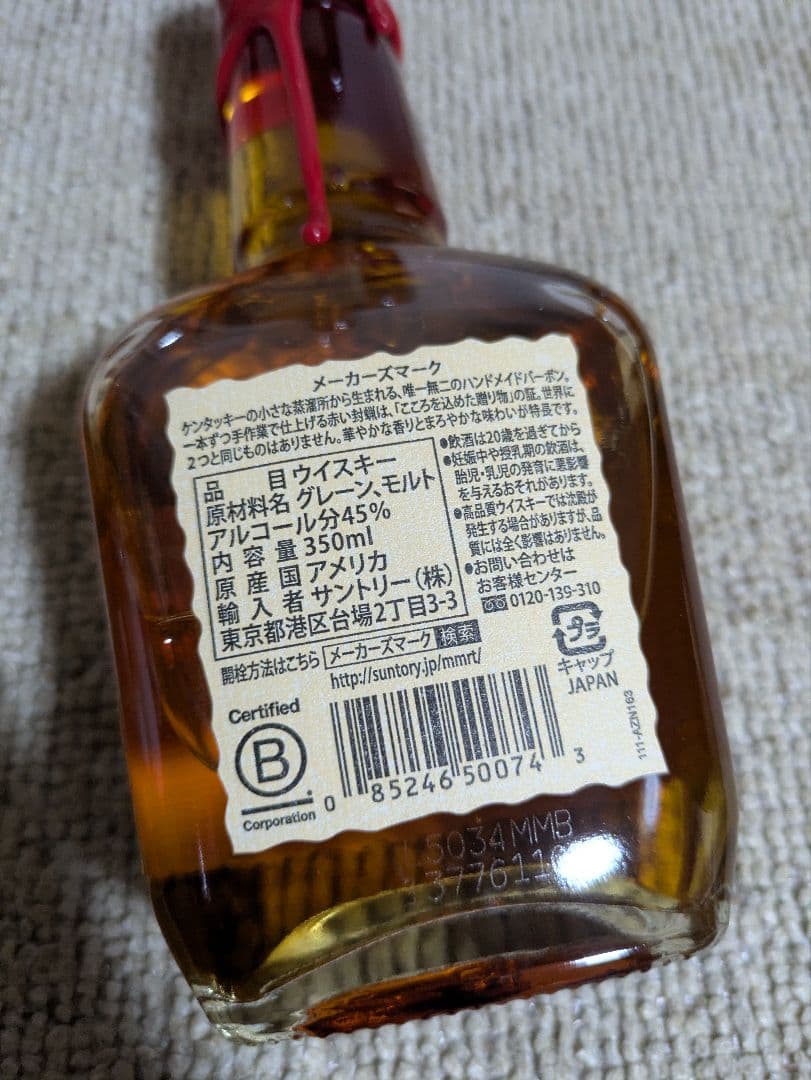 メーカーズマーク
ケンタッキーの小さな蒸溜所から生まれる、唯一無二のハンドメイドバーボン。
一本ずつ手作業で仕上げる赤い封蝋は、「こころを込めた贈り物」の証。世界に
2つと同じものはありません。華やかな香りとまろやかな味わいが特長です。
品目 ウイスキー
原材料名 グレーン、モルト
アルコール分45%
内容量 350ml
原産国 アメリカ
輸入者 サントリー(株)
東京都港区台場2丁目3-3
●飲酒は20歳を過ぎてから
●妊娠中や授乳期の飲酒は、
胎児・乳児の発育に悪影響
を与えるおそれがあります。
●高品質ウイスキーでは沈殿が
発生する場合がありますが、品
質には全く影響はありません。
●お問い合わせは
お客様センター
0120-139-310
開栓方法はこちら メーカーズマーク 検索
http://suntory.jp/mmrt/
プラ
キャップ
JAPAN
Certified
B
Corporation
0 85246 50074 3
111-AZN163
L5034MMB
377611